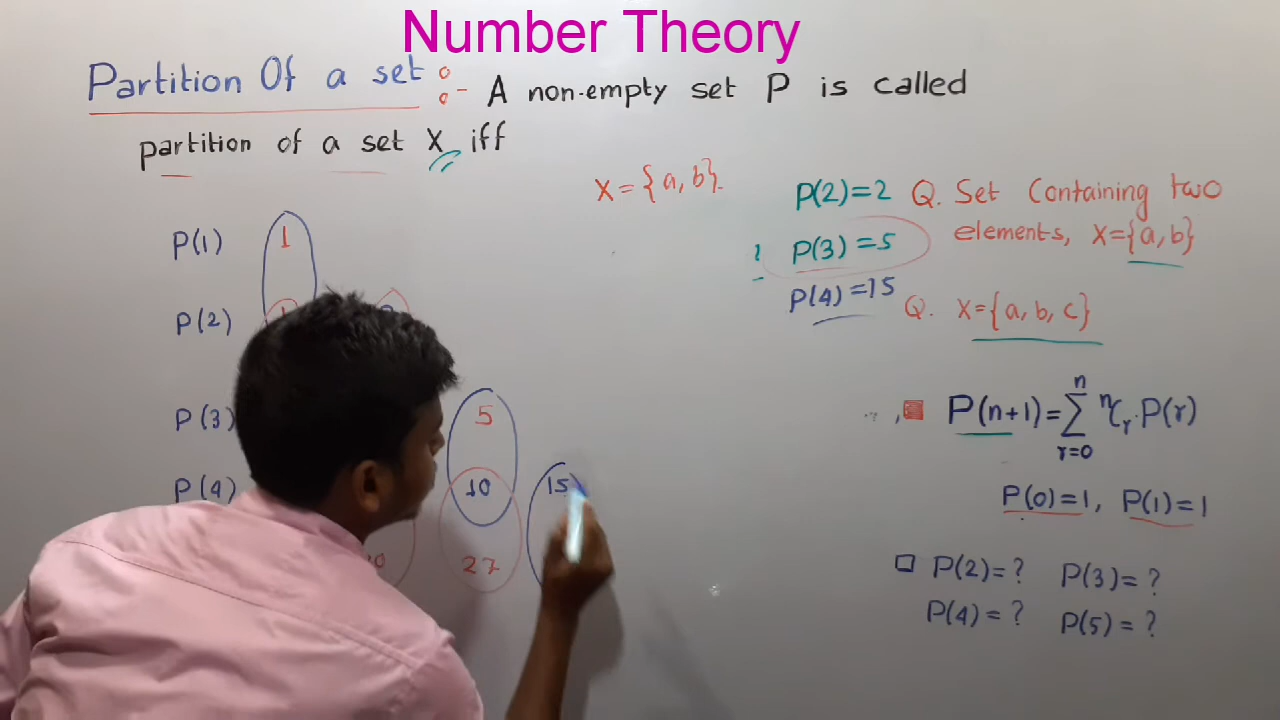 Number Theory
Partition Of a set :- A non-empty set P is called
partition of a set X iff
X = {a, b}.
P(2)=2 Q. Set Containing two
elements, X={a, b}
? P(3)=5
P(4)=15 Q. X={a, b, c}
P(1) 1
P(2)
P(3) 5
P(4) 10 15
27
P(n+1)=∑ⁿᵣ₌₀ ⁿCᵣ.P(r)
P(0)=1, P(1)=1
P(2)=? P(3)=?
P(4)=? P(5)=?